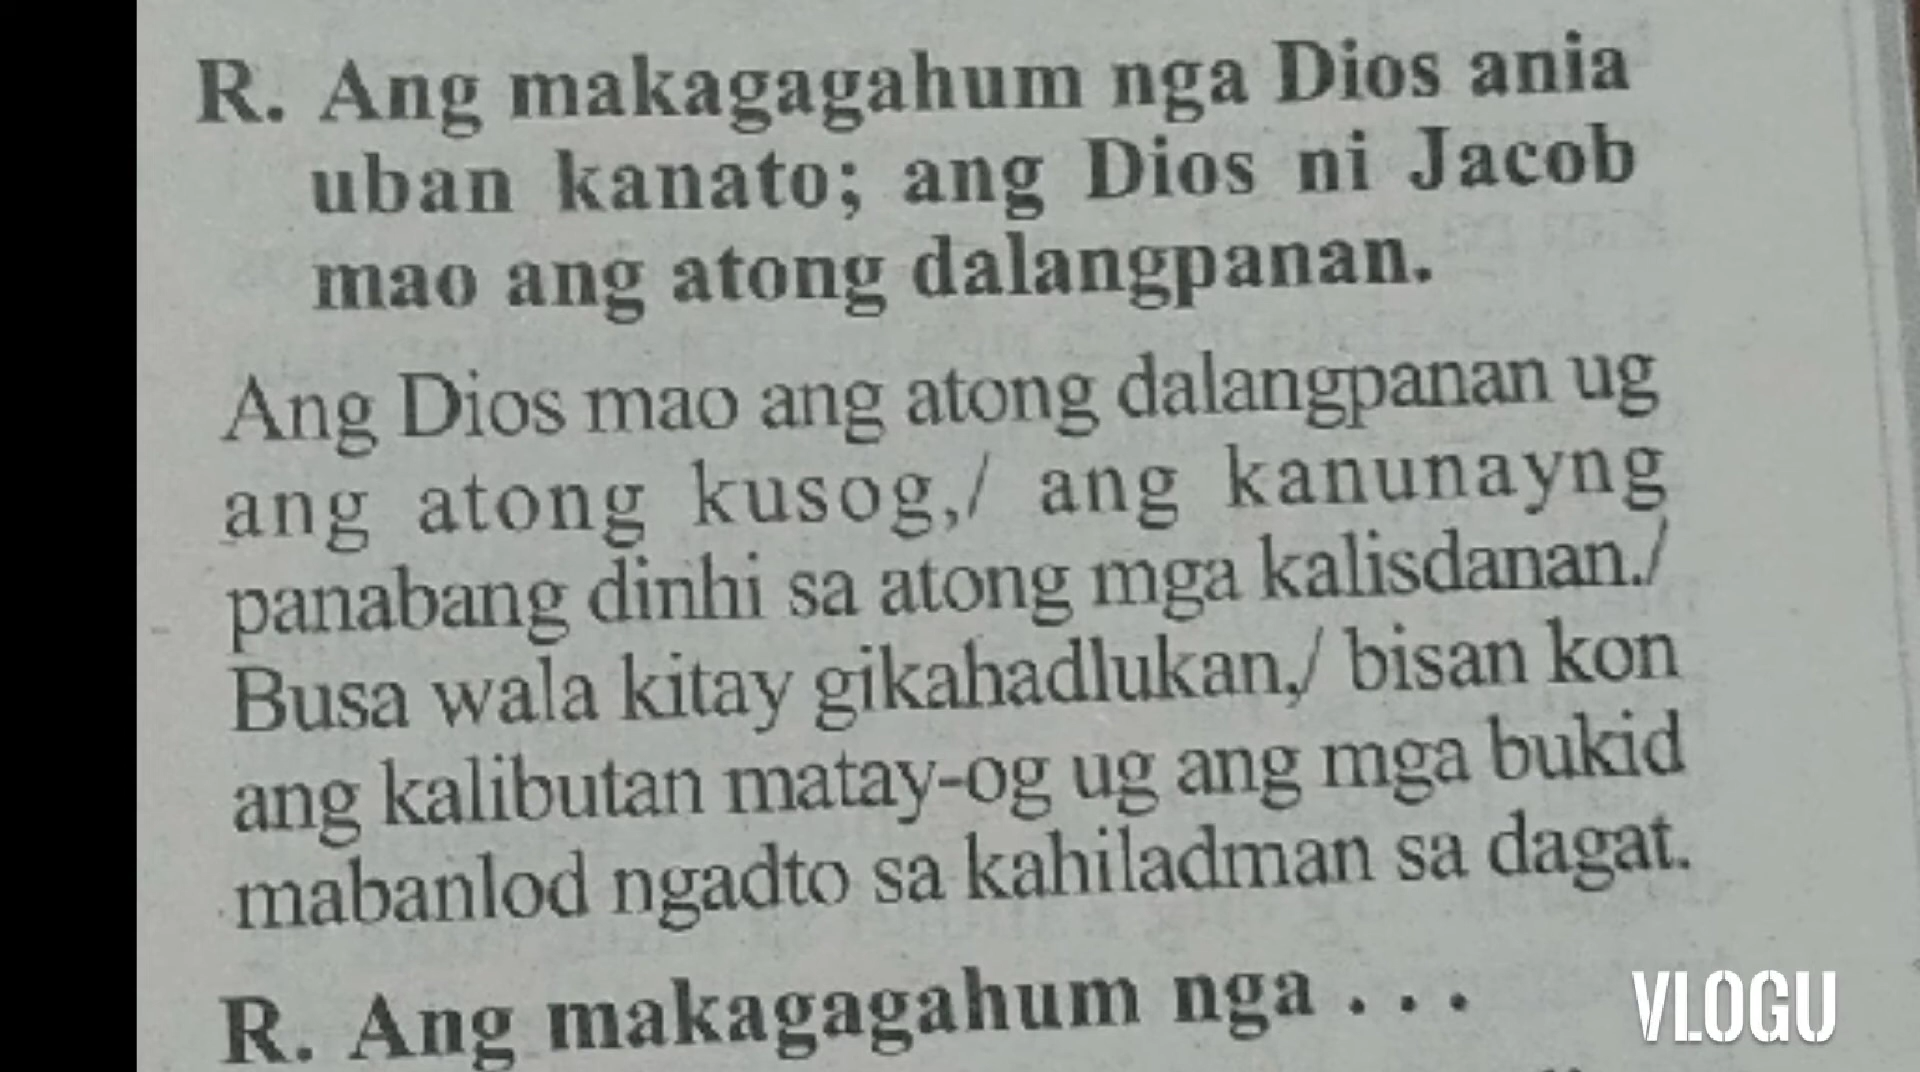 R. Ang makagagahum nga Dios ania
uban kanato; ang Dios ni Jacob
mao ang atong dalangpanan.
Ang Dios mao ang atong dalangpanan ug
ang atong kusog,/ ang kanunayng
panabang dinhi sa atong mga kalisdanan./
Busa wala kitay gikahadlukan,/ bisan kon
ang kalibutan matay-og ug ang mga bukid
mabanlod ngadto sa kahiladman sa dagat.
R. Ang makagagahum nga . . .
VLOGU